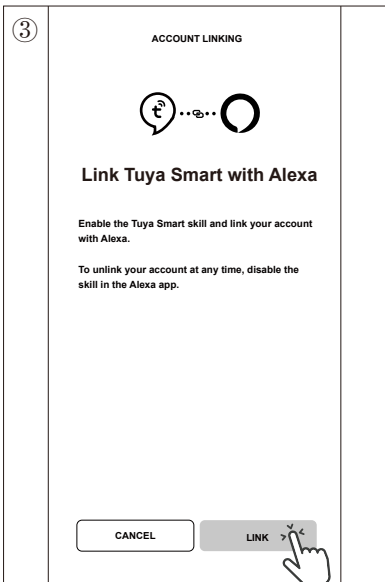 ③
ACCOUNT LINKING
Link Tuya Smart with Alexa
Enable the Tuya Smart skill and link your account
with Alexa.
To unlink your account at any time, disable the
skill in the Alexa app.
CANCEL
LINK